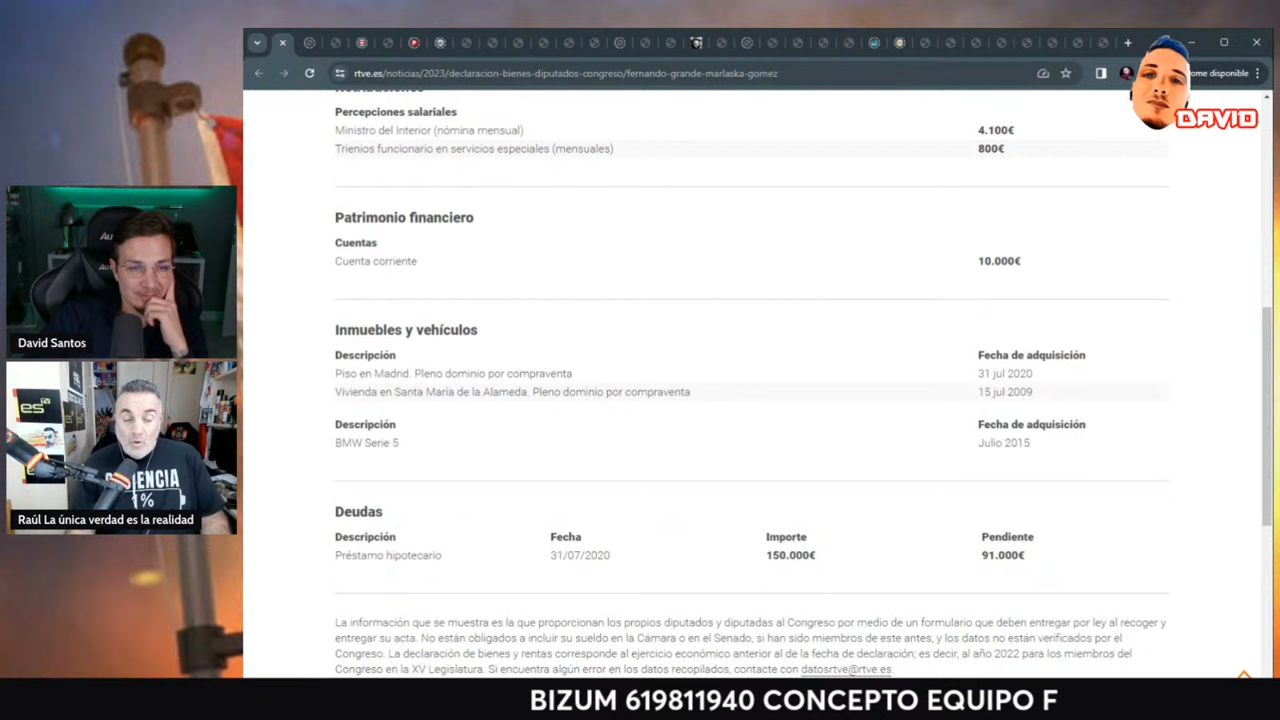 rtve.es/noticias/2023/declaracion-bienes-diputados-congreso/fernando-grande-marlaska-gomez
ome disponible
DAVID
Percepciones salariales
Ministro del Interior (nómina mensual) 4.100€
Trienios funcionario en servicios especiales (mensuales) 800€
Patrimonio financiero
Cuentas
Cuenta corriente 10.000€
Inmuebles y vehículos
Descripción Fecha de adquisición
Piso en Madrid. Pleno dominio por compraventa 31 jul 2020
Vivienda en Santa María de la Alameda. Pleno dominio por compraventa 15 jul 2009
Descripción Fecha de adquisición
BMW Serie 5 Julio 2015
Deudas
Descripción Fecha Importe Pendiente
Préstamo hipotecario 31/07/2020 150.000€ 91.000€
La información que se muestra es la que proporcionan los propios diputados y diputadas al Congreso por medio de un formulario que deben entregar por ley al recoger y
entregar su acta. No están obligados a incluir su sueldo en la Cámara o en el Senado, si han sido miembros de este antes, y los datos no están verificados por el
Congreso. La declaración de bienes y rentas corresponde al ejercicio económico anterior al de la fecha de declaración; es decir, al año 2022 para los miembros del
Congreso en la XV Legislatura. Si encuentra algún error en los datos recopilados, contacte con datosrtve@rtve.es.
David Santos
es
1%
Raúl La única verdad es la realidad
BIZUM 619811940 CONCEPTO EQUIPO F